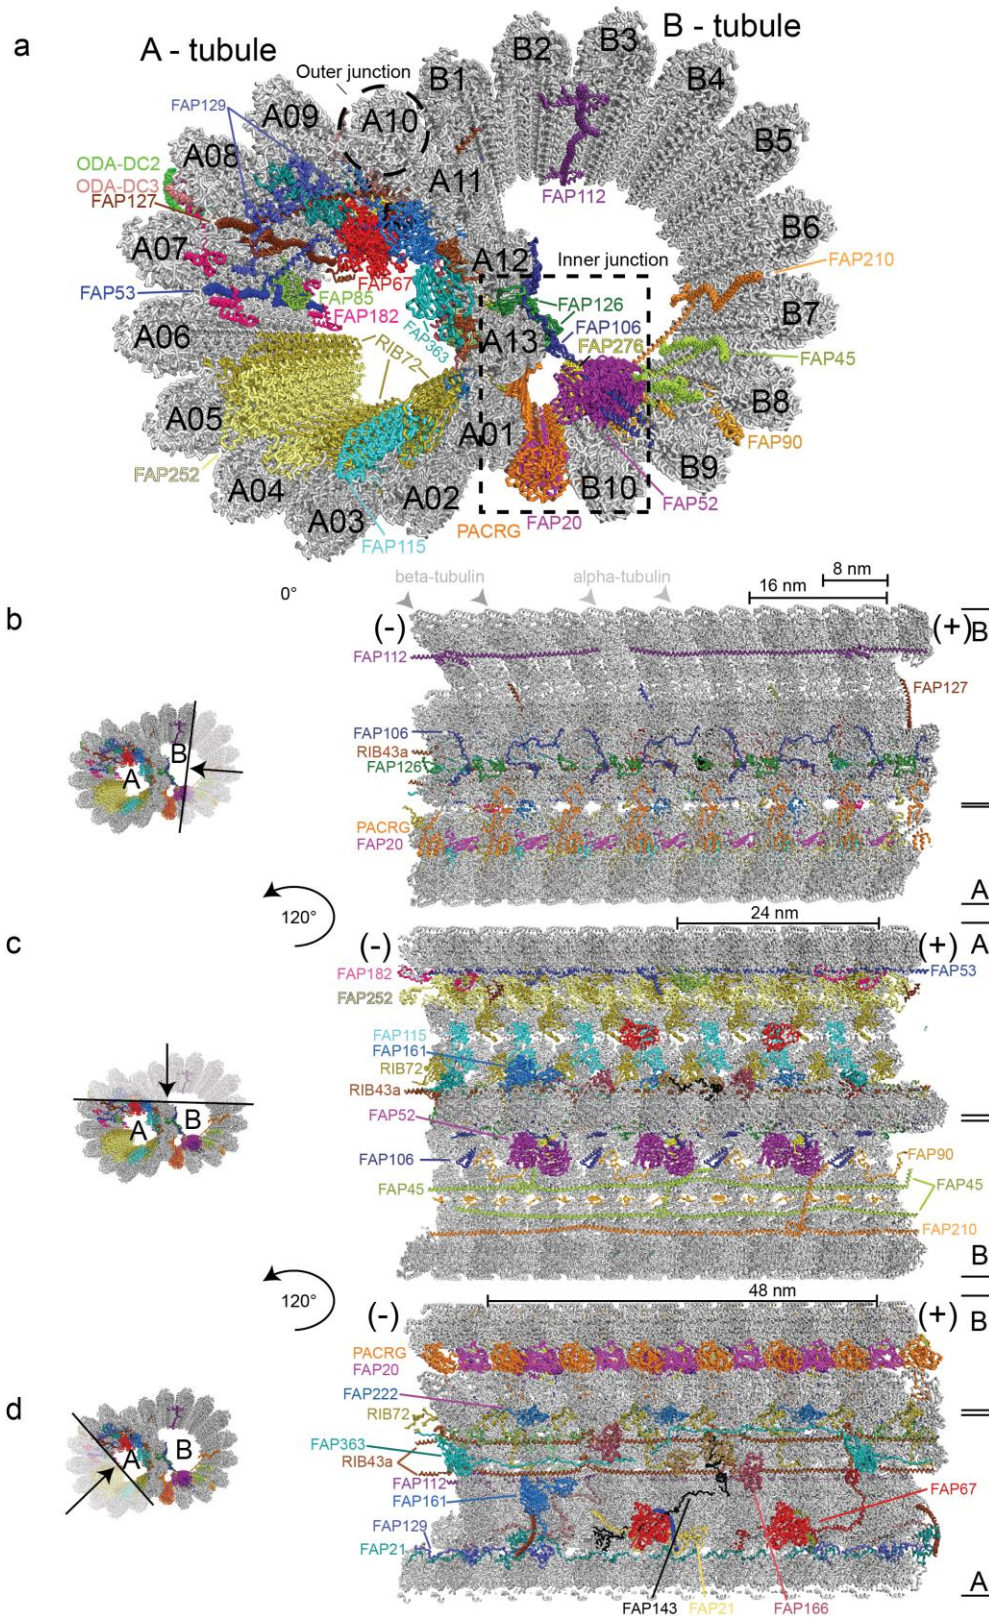 a
A - tubule
B - tubule
Outer junction
B1
B2
B3
B4
B5
B6
B7
B8
B9
B10
A01
A02
A03
A04
A05
A06
A07
A08
A09
A10
A11
A12
A13
FAP129
ODA-DC2
ODA-DC3
FAP127
FAP53
FAP67
FAP85
FAP182
FAP363
RIB72
FAP252
FAP115
FAP112
Inner junction
FAP126
FAP106
FAP276
FAP210
FAP45
FAP90
FAP52
FAP20
PACRG
b
0°
beta-tubulin
alpha-tubulin
8 nm
16 nm
(-)
(+)
B
FAP112
FAP127
FAP106
RIB43a
FAP126
PACRG
FAP20
A
B
A
120°
c
24 nm
(-)
(+)
A
FAP182
FAP53
FAP252
FAP115
FAP161
RIB72
RIB43a
FAP52
FAP106
FAP90
FAP45
FAP45
FAP210
B
A
B
120°
d
48 nm
(-)
(+)
B
PACRG
FAP20
FAP222
RIB72
FAP363
RIB43a
FAP112
FAP161
FAP67
FAP129
FAP21
FAP143
FAP21
FAP166
A
A
B